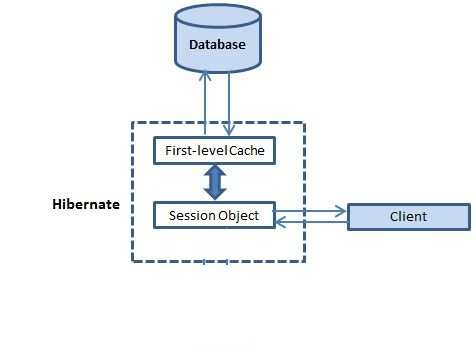 Database
First-level Cache
Hibernate
Session Object
Client